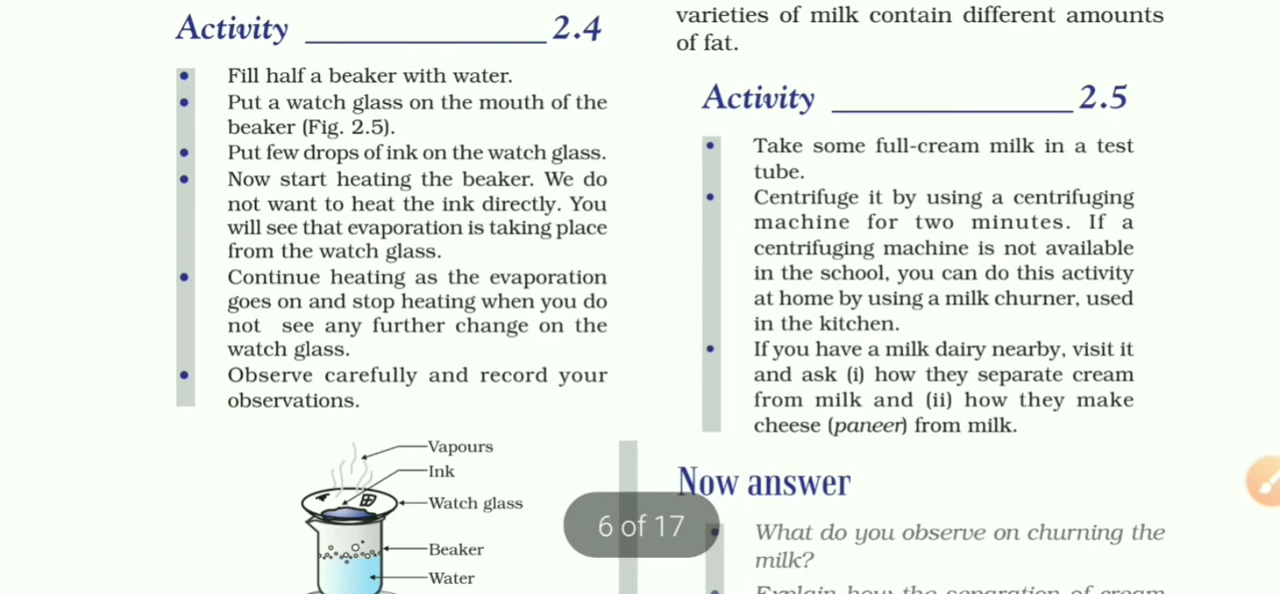 Activity 2.4
• Fill half a beaker with water.
• Put a watch glass on the mouth of the
beaker (Fig. 2.5).
• Put few drops of ink on the watch glass.
• Now start heating the beaker. We do
not want to heat the ink directly. You
will see that evaporation is taking place
from the watch glass.
• Continue heating as the evaporation
goes on and stop heating when you do
not see any further change on the
watch glass.
• Observe carefully and record your
observations.
Vapours
Ink
Watch glass
Beaker
Water
varieties of milk contain different amounts
of fat.
Activity 2.5
• Take some full-cream milk in a test
tube.
• Centrifuge it by using a centrifuging
machine for two minutes. If a
centrifuging machine is not available
in the school, you can do this activity
at home by using a milk churner, used
in the kitchen.
• If you have a milk dairy nearby, visit it
and ask (i) how they separate cream
from milk and (ii) how they make
cheese (paneer) from milk.
Now answer
6 of 17
• What do you observe on churning the
milk?
• Explain how the separation of cream